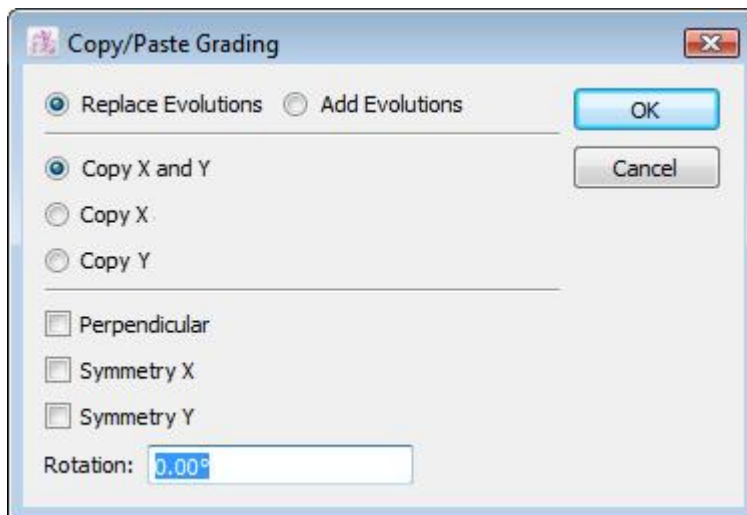 Copy/Paste Grading
Replace Evolutions Add Evolutions
OK
Copy X and Y
Cancel
Copy X
Copy Y
Perpendicular
Symmetry X
Symmetry Y
Rotation: 0.00°